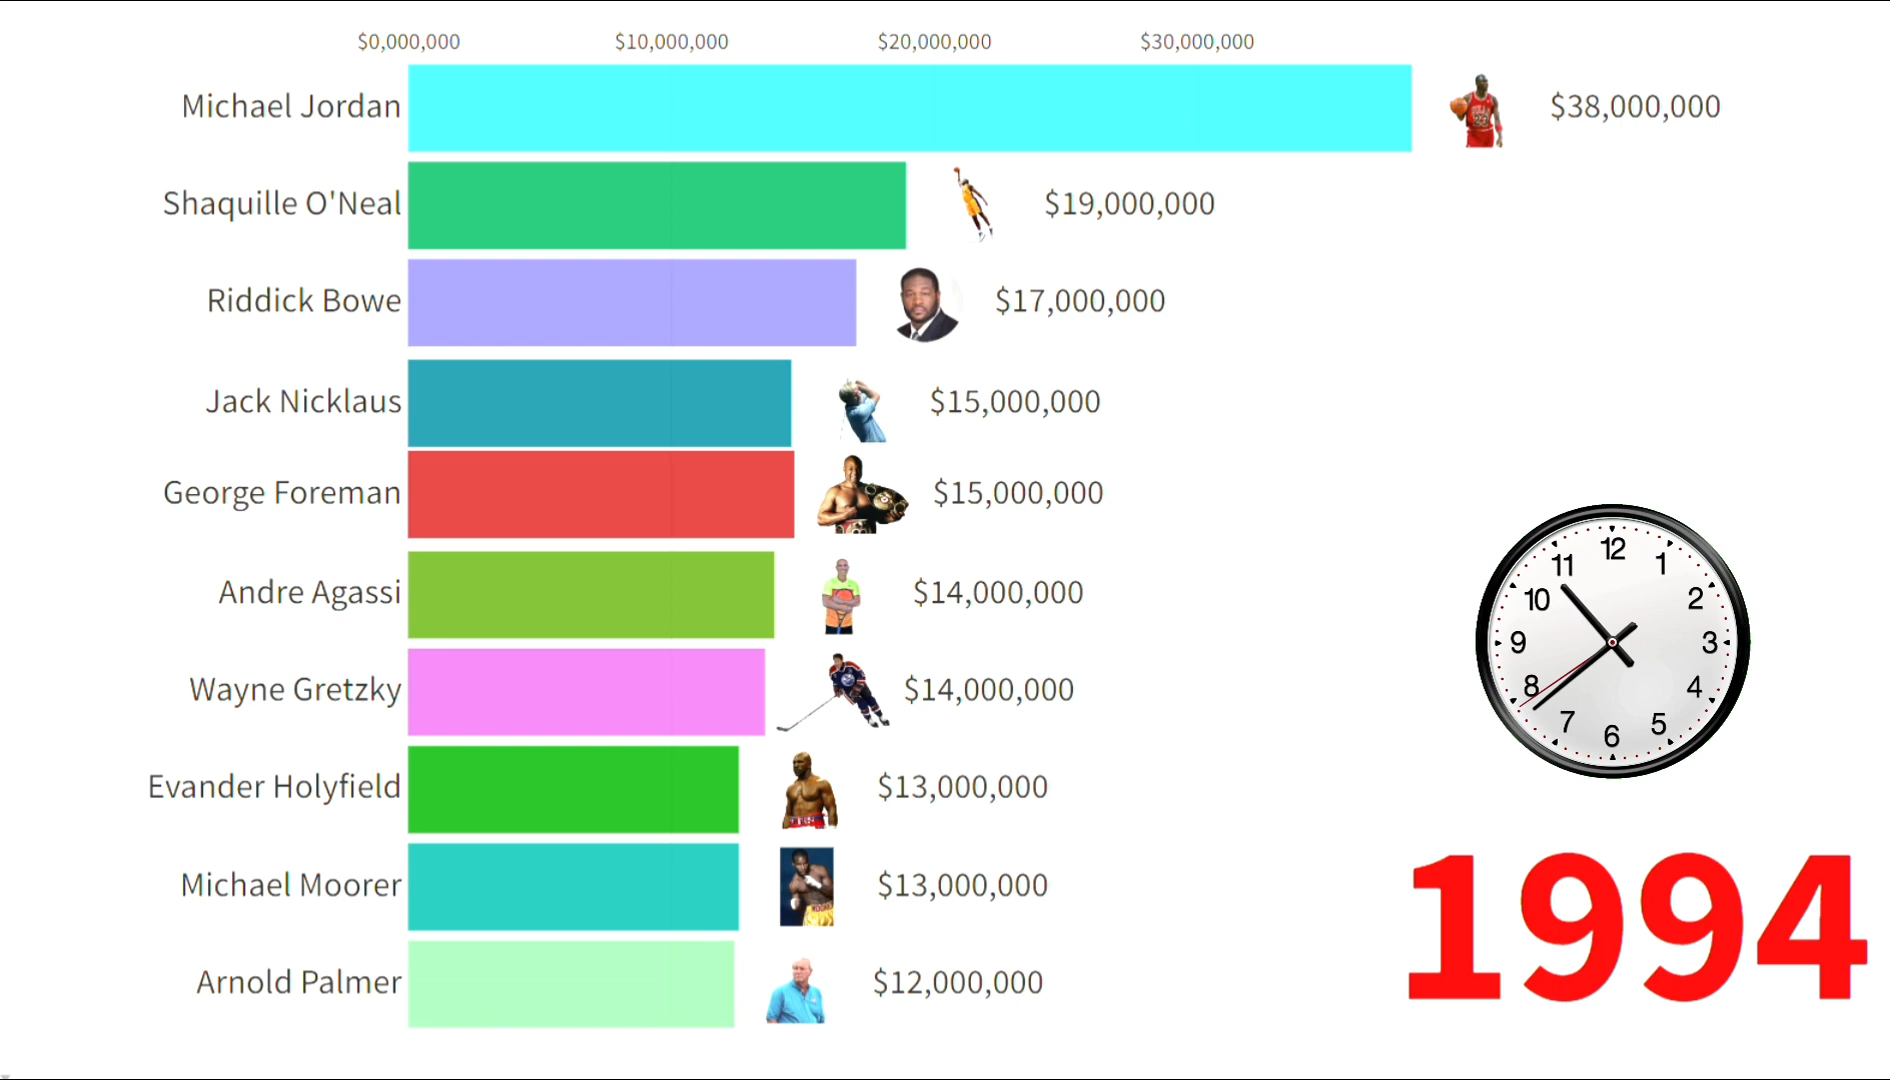 $0,000,000 $10,000,000 $20,000,000 $30,000,000
Michael Jordan $38,000,000
Shaquille O'Neal $19,000,000
Riddick Bowe $17,000,000
Jack Nicklaus $15,000,000
George Foreman $15,000,000
Andre Agassi $14,000,000
Wayne Gretzky $14,000,000
Evander Holyfield $13,000,000
Michael Moorer $13,000,000
Arnold Palmer $12,000,000
12
11 1
10 2
9 3
8 4
7 5
6
1994